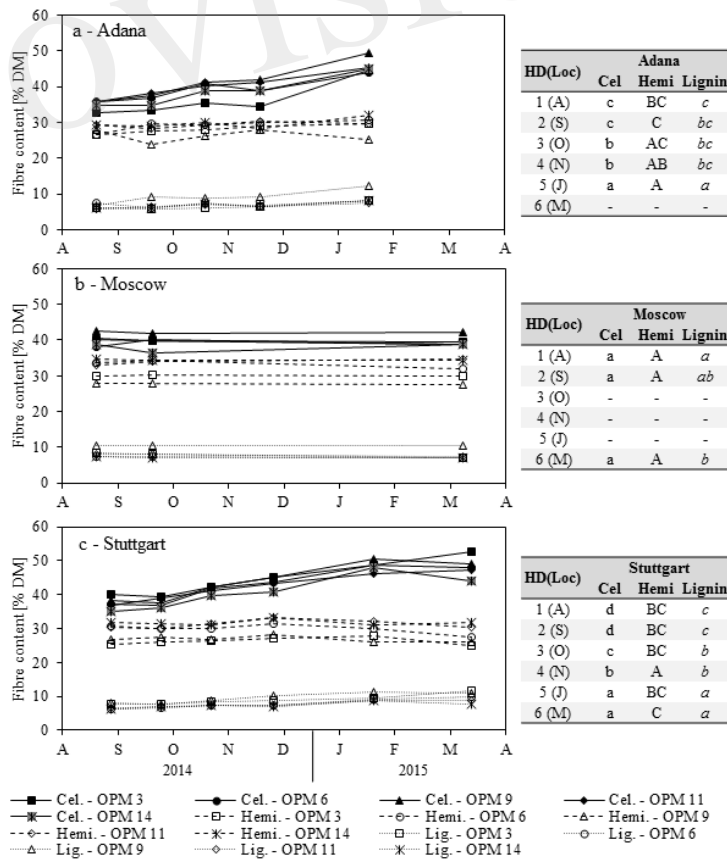 OVISI
60
a - Adana
50
40
30
20
10
0
Fibre content [% DM]
A S O N D J F M A
HD(Loc) Adana
Cel Hemi Lignin
1 (A) c BC c
2 (S) c C bc
3 (O) b AC bc
4 (N) b AB bc
5 (J) a A a
6 (M) - - -
60
b - Moscow
50
40
30
20
10
0
Fibre content [% DM]
A S O N D J F M A
HD(Loc) Moscow
Cel Hemi Lignin
1 (A) a A a
2 (S) a A ab
3 (O) - - -
4 (N) - - -
5 (J) - - -
6 (M) a A b
60
c - Stuttgart
50
40
30
20
10
0
Fibre content [% DM]
A S O N D J F M A
2014 2015
HD(Loc) Stuttgart
Cel Hemi Lignin
1 (A) d BC c
2 (S) d BC c
3 (O) c BC b
4 (N) b A b
5 (J) a BC a
6 (M) a C a
Cel. - OPM 3 Cel. - OPM 6 Cel. - OPM 9 Cel. - OPM 11
Cel. - OPM 14 Hemi. - OPM 3 Hemi. - OPM 6 Hemi. - OPM 9
Hemi. - OPM 11 Hemi. - OPM 14 Lig. - OPM 3 Lig. - OPM 6
Lig. - OPM 9 Lig. - OPM 11 Lig. - OPM 14